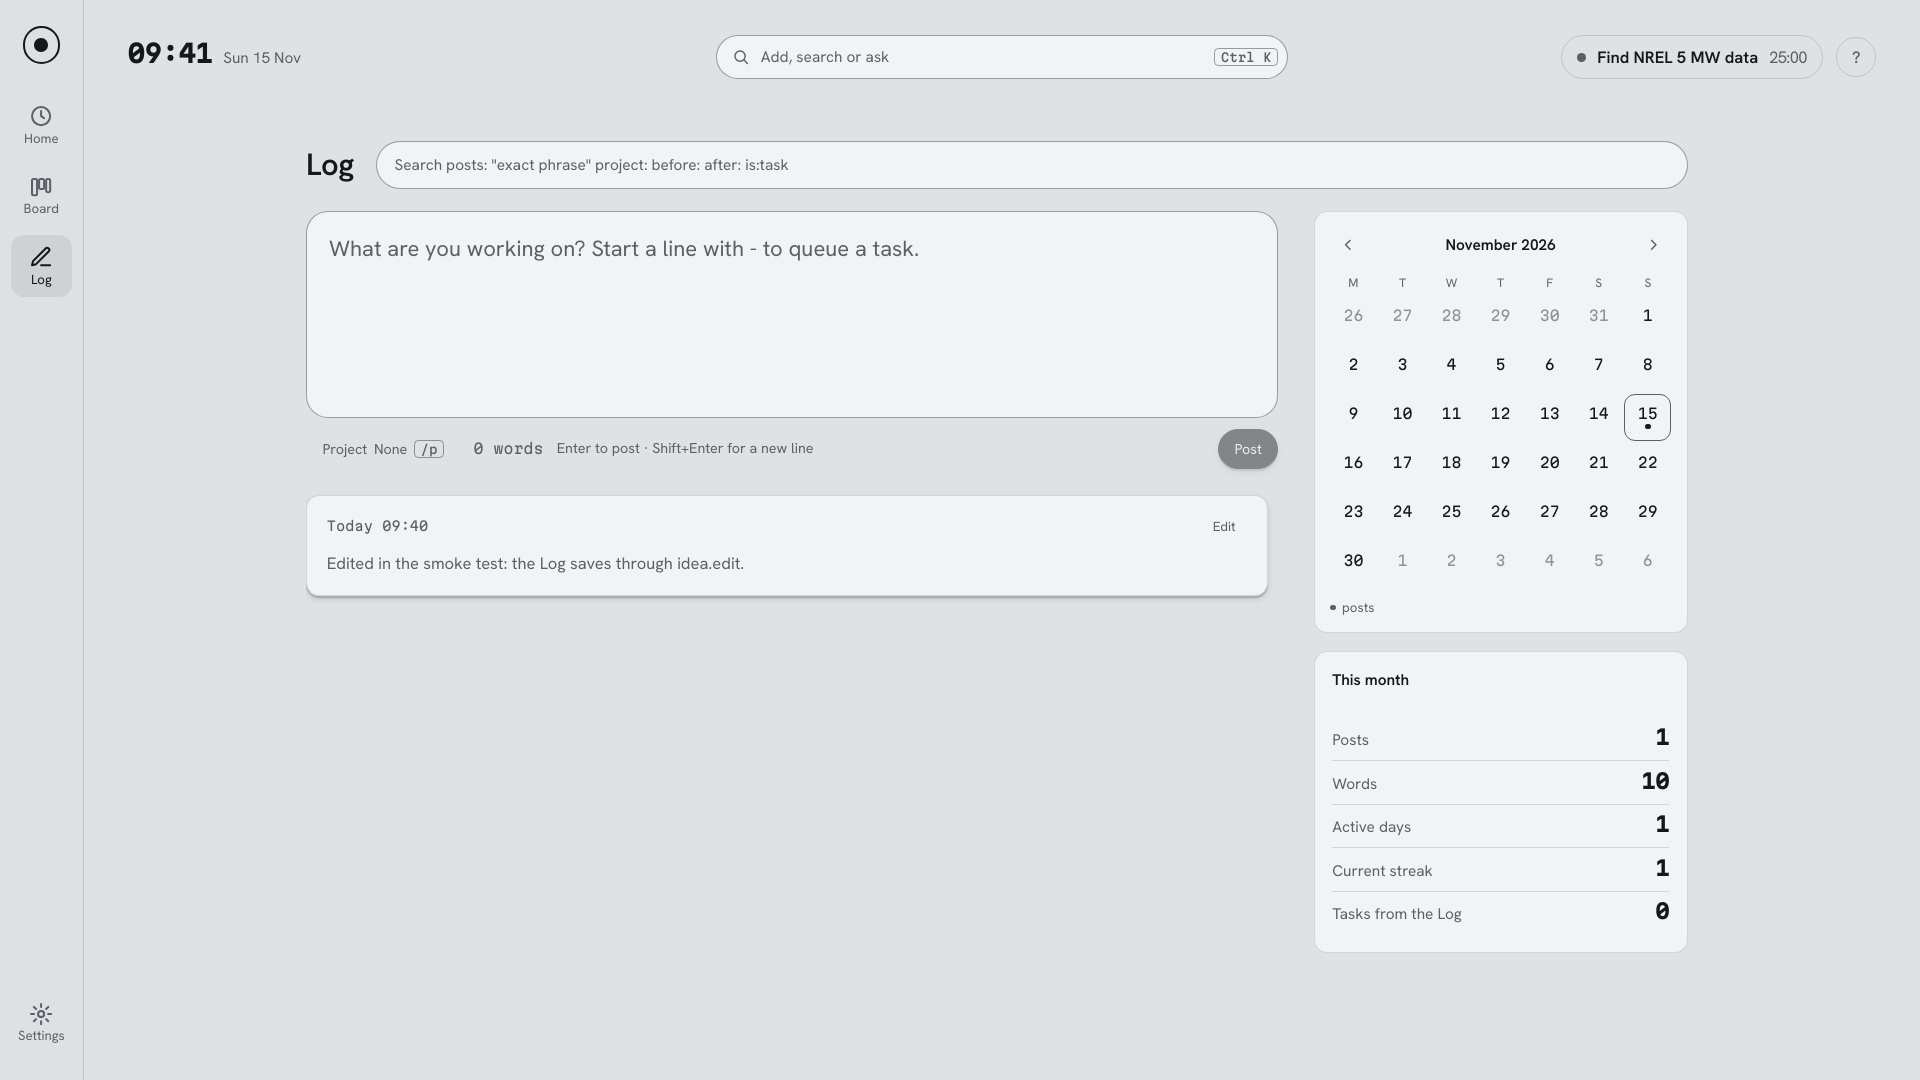 09:41 Sun 15 Nov
Add, search or ask
Ctrl K
Find NREL 5 MW data 25:00
?
Home
Board
Log
Settings
Log
Search posts: "exact phrase" project: before: after: is:task
What are you working on? Start a line with - to queue a task.
Project None /p 0 words Enter to post · Shift+Enter for a new line
Post
Today 09:40
Edit
Edited in the smoke test: the Log saves through idea.edit.
November 2026
M T W T F S S
26 27 28 29 30 31 1
2 3 4 5 6 7 8
9 10 11 12 13 14 15
16 17 18 19 20 21 22
23 24 25 26 27 28 29
30 1 2 3 4 5 6
posts
This month
Posts 1
Words 10
Active days 1
Current streak 1
Tasks from the Log 0